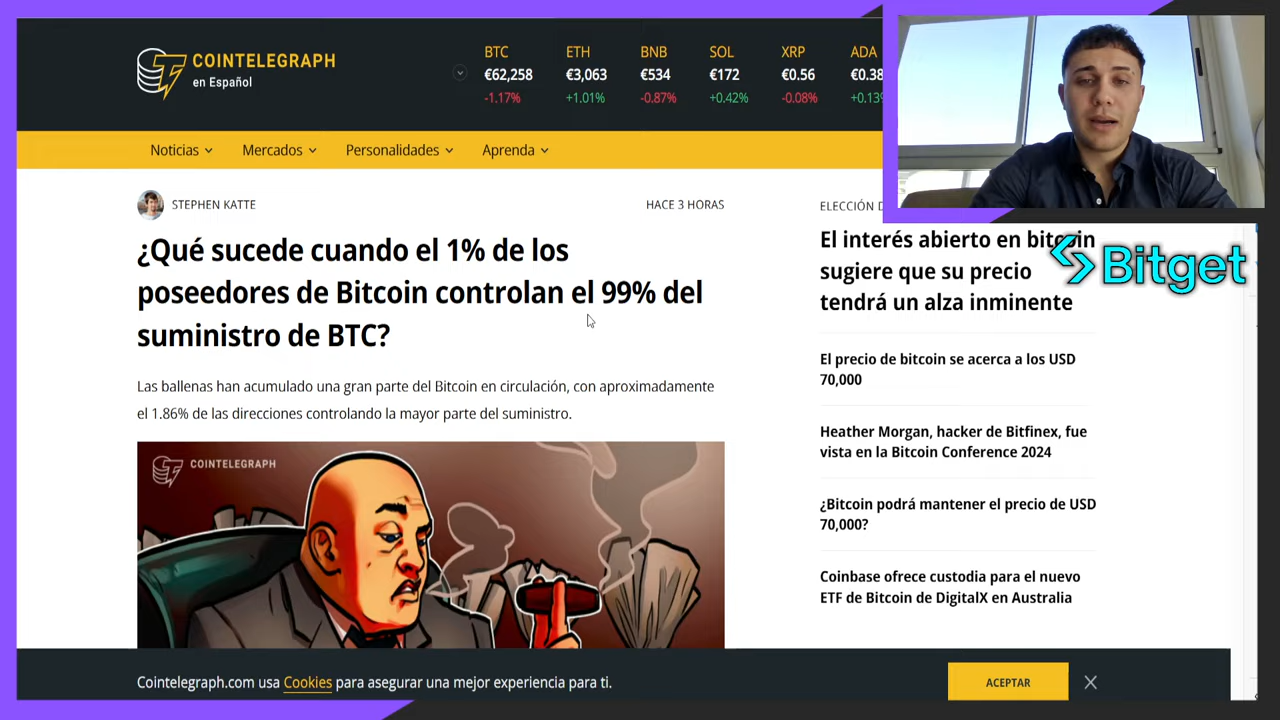 COINTELEGRAPH
en Español
BTC ETH BNB SOL XRP ADA
€62,258 €3,063 €534 €172 €0.56 €0.38
-1.17% +1.01% -0.87% +0.42% -0.08% +0.13%
Noticias Mercados Personalidades Aprenda
STEPHEN KATTE
HACE 3 HORAS
¿Qué sucede cuando el 1% de los
poseedores de Bitcoin controlan el 99% del
suministro de BTC?
Las ballenas han acumulado una gran parte del Bitcoin en circulación, con aproximadamente
el 1.86% de las direcciones controlando la mayor parte del suministro.
COINTELEGRAPH
ELECCIÓN
El interés abierto en bitcoin
sugiere que su precio
tendrá un alza inminente
Bitget
El precio de bitcoin se acerca a los USD
70,000
Heather Morgan, hacker de Bitfinex, fue
vista en la Bitcoin Conference 2024
¿Bitcoin podrá mantener el precio de USD
70,000?
Coinbase ofrece custodia para el nuevo
ETF de Bitcoin de DigitalX en Australia
Cointelegraph.com usa Cookies para asegurar una mejor experiencia para ti.
ACEPTAR